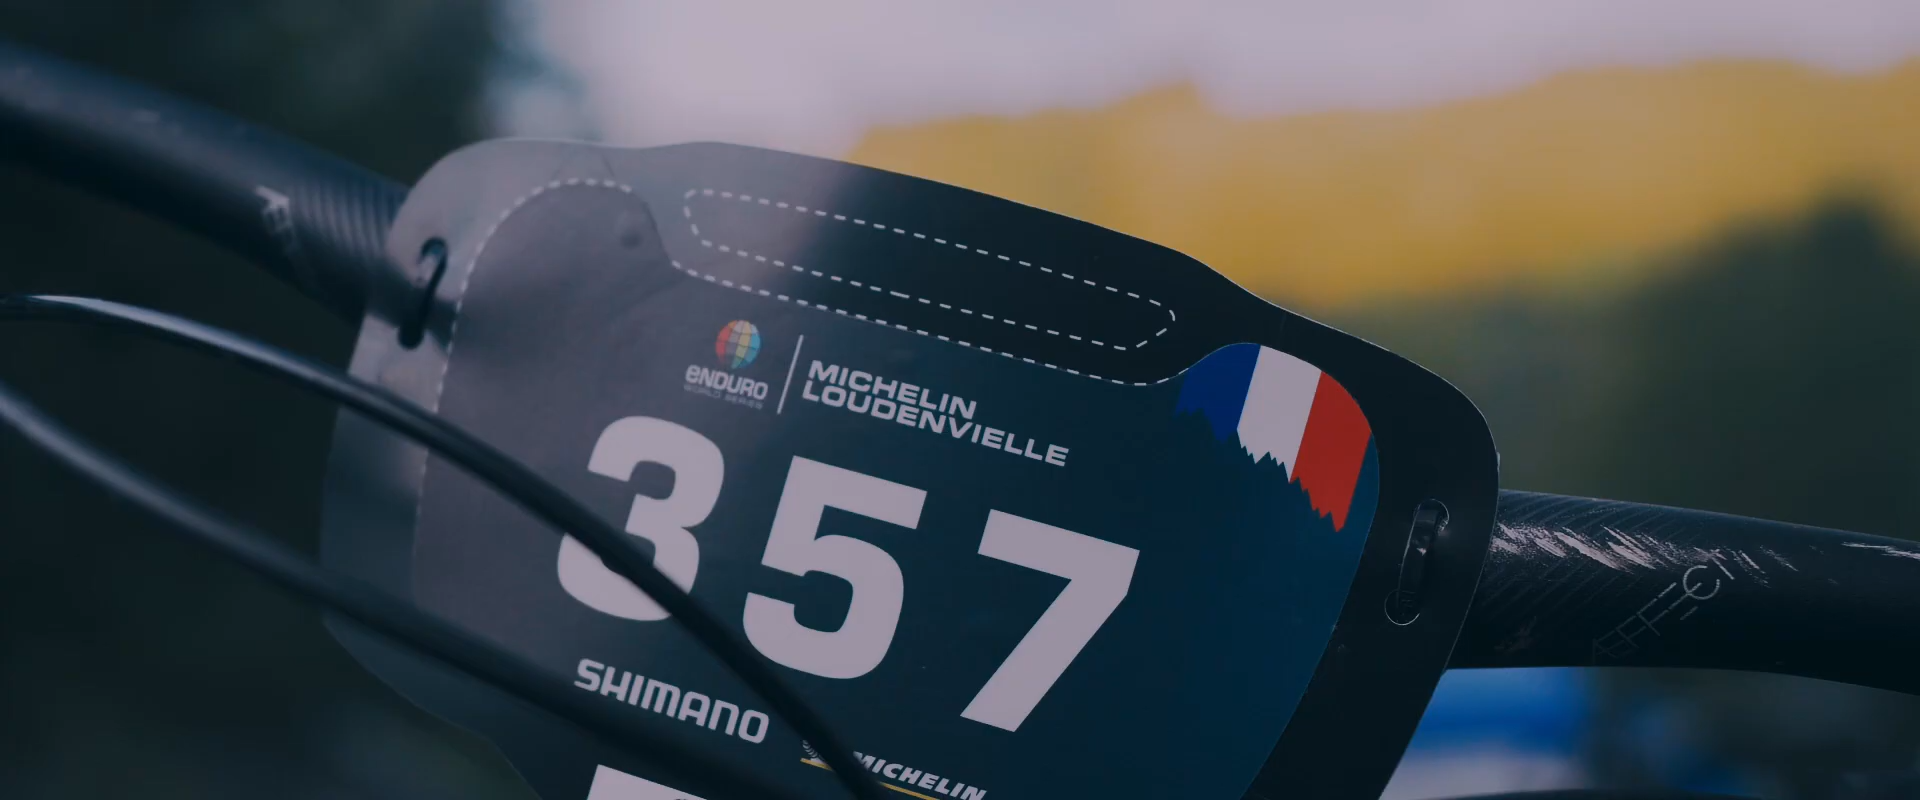 enduro
WORLD SERIES
MICHELIN
LOUDENVIELLE
357
SHIMANO
MICHELIN